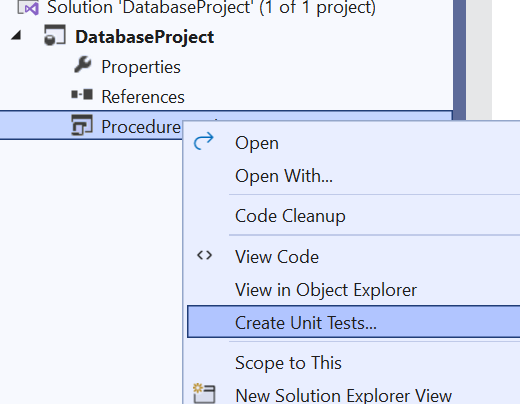 Solution 'DatabaseProject' (1 of 1 project)
DatabaseProject
Properties
References
Procedure
Open
Open With...
Code Cleanup
View Code
View in Object Explorer
Create Unit Tests...
Scope to This
New Solution Explorer View